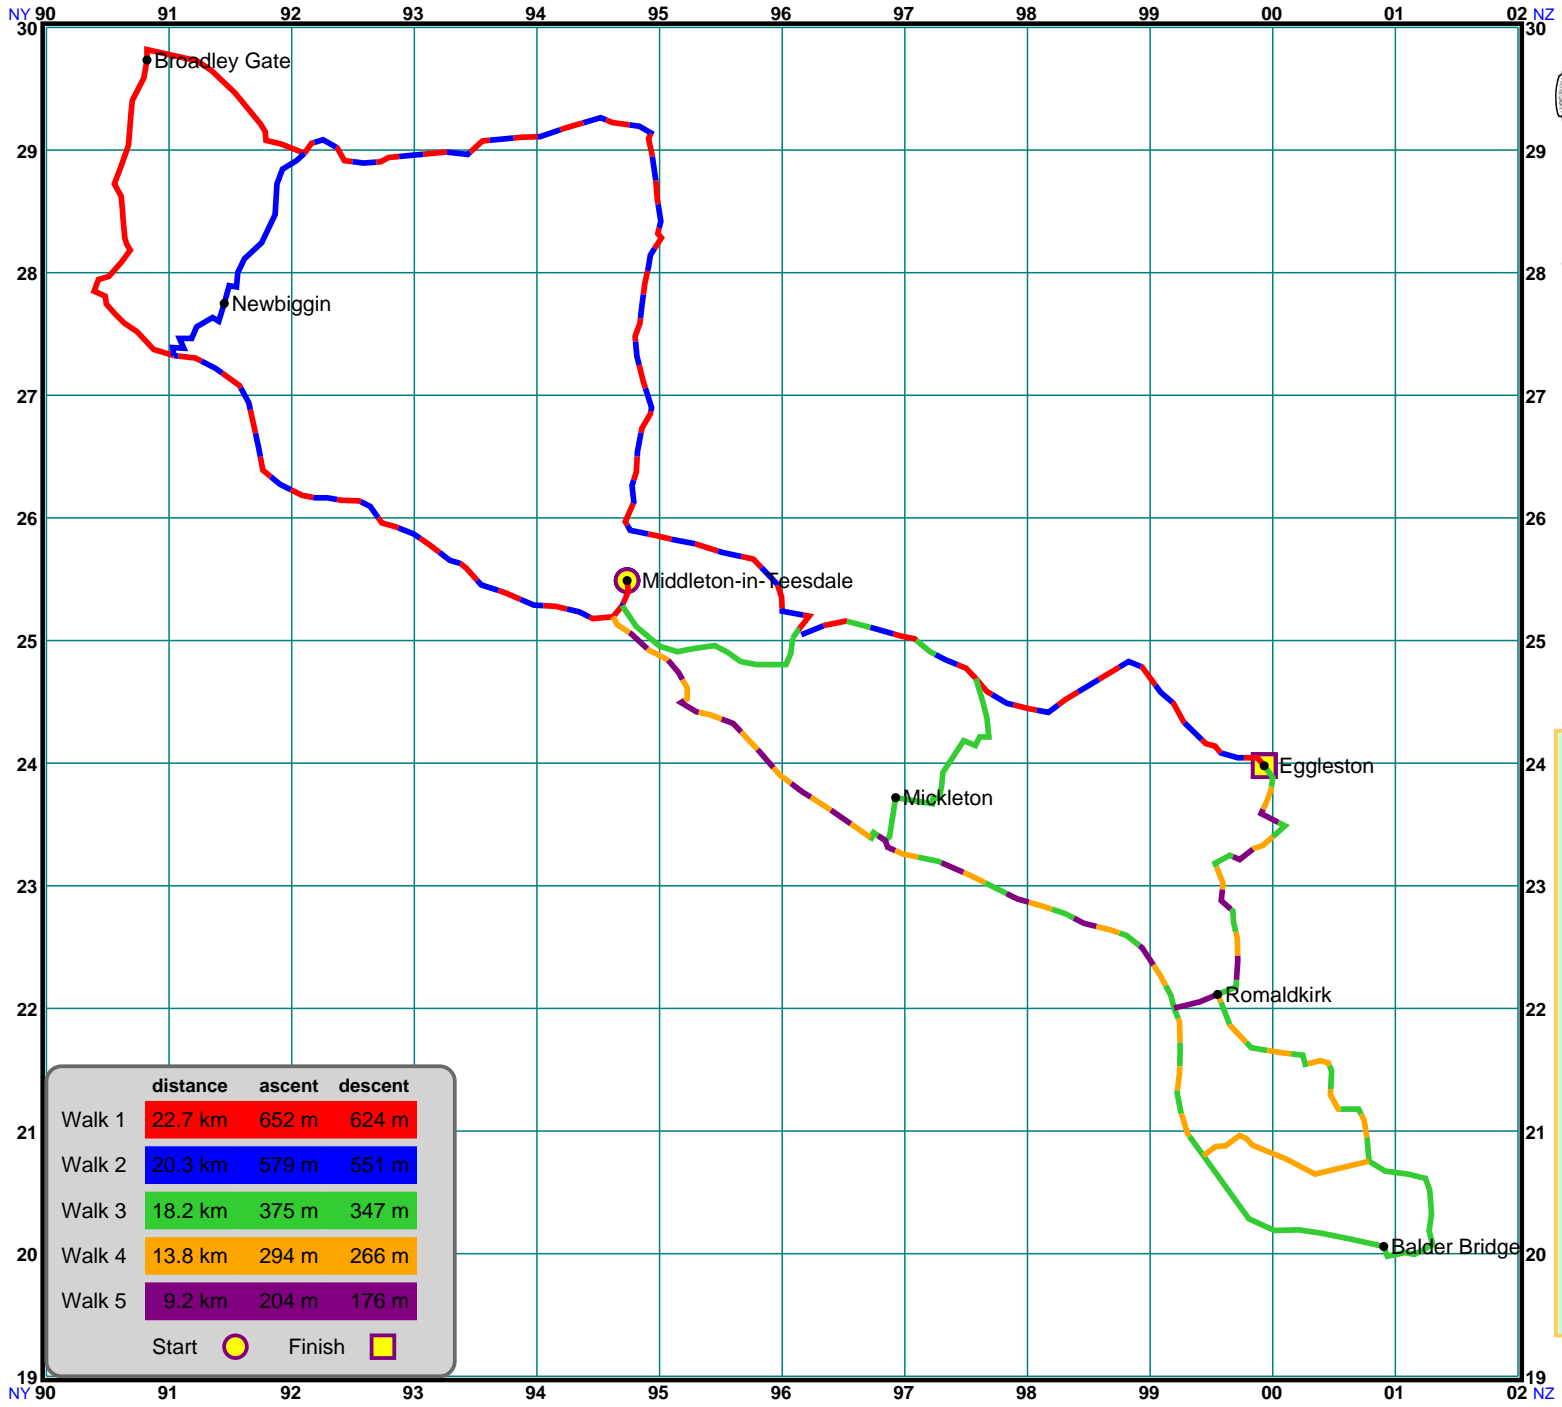 NY 90 91 92 93 94 95 96 97 98 99 00 01 02 NZ
30 30
Broadley Gate
29 29
28 28
Newbiggin
27 27
26 26
Middleton-in-Teesdale
25 25
24 Eggleston 24
Mickleton
23 23
22 Romaldkirk 22
distance ascent descent
Walk 1 22.7 km 652 m 624 m
21 21
Walk 2 20.3 km 579 m 551 m
Walk 3 18.2 km 375 m 347 m
20 Balder Bridge 20
Walk 4 13.8 km 294 m 266 m
Walk 5 9.2 km 204 m 176 m
Start Finish
19 19
NY 90 91 92 93 94 95 96 97 98 99 00 01 02 NZ